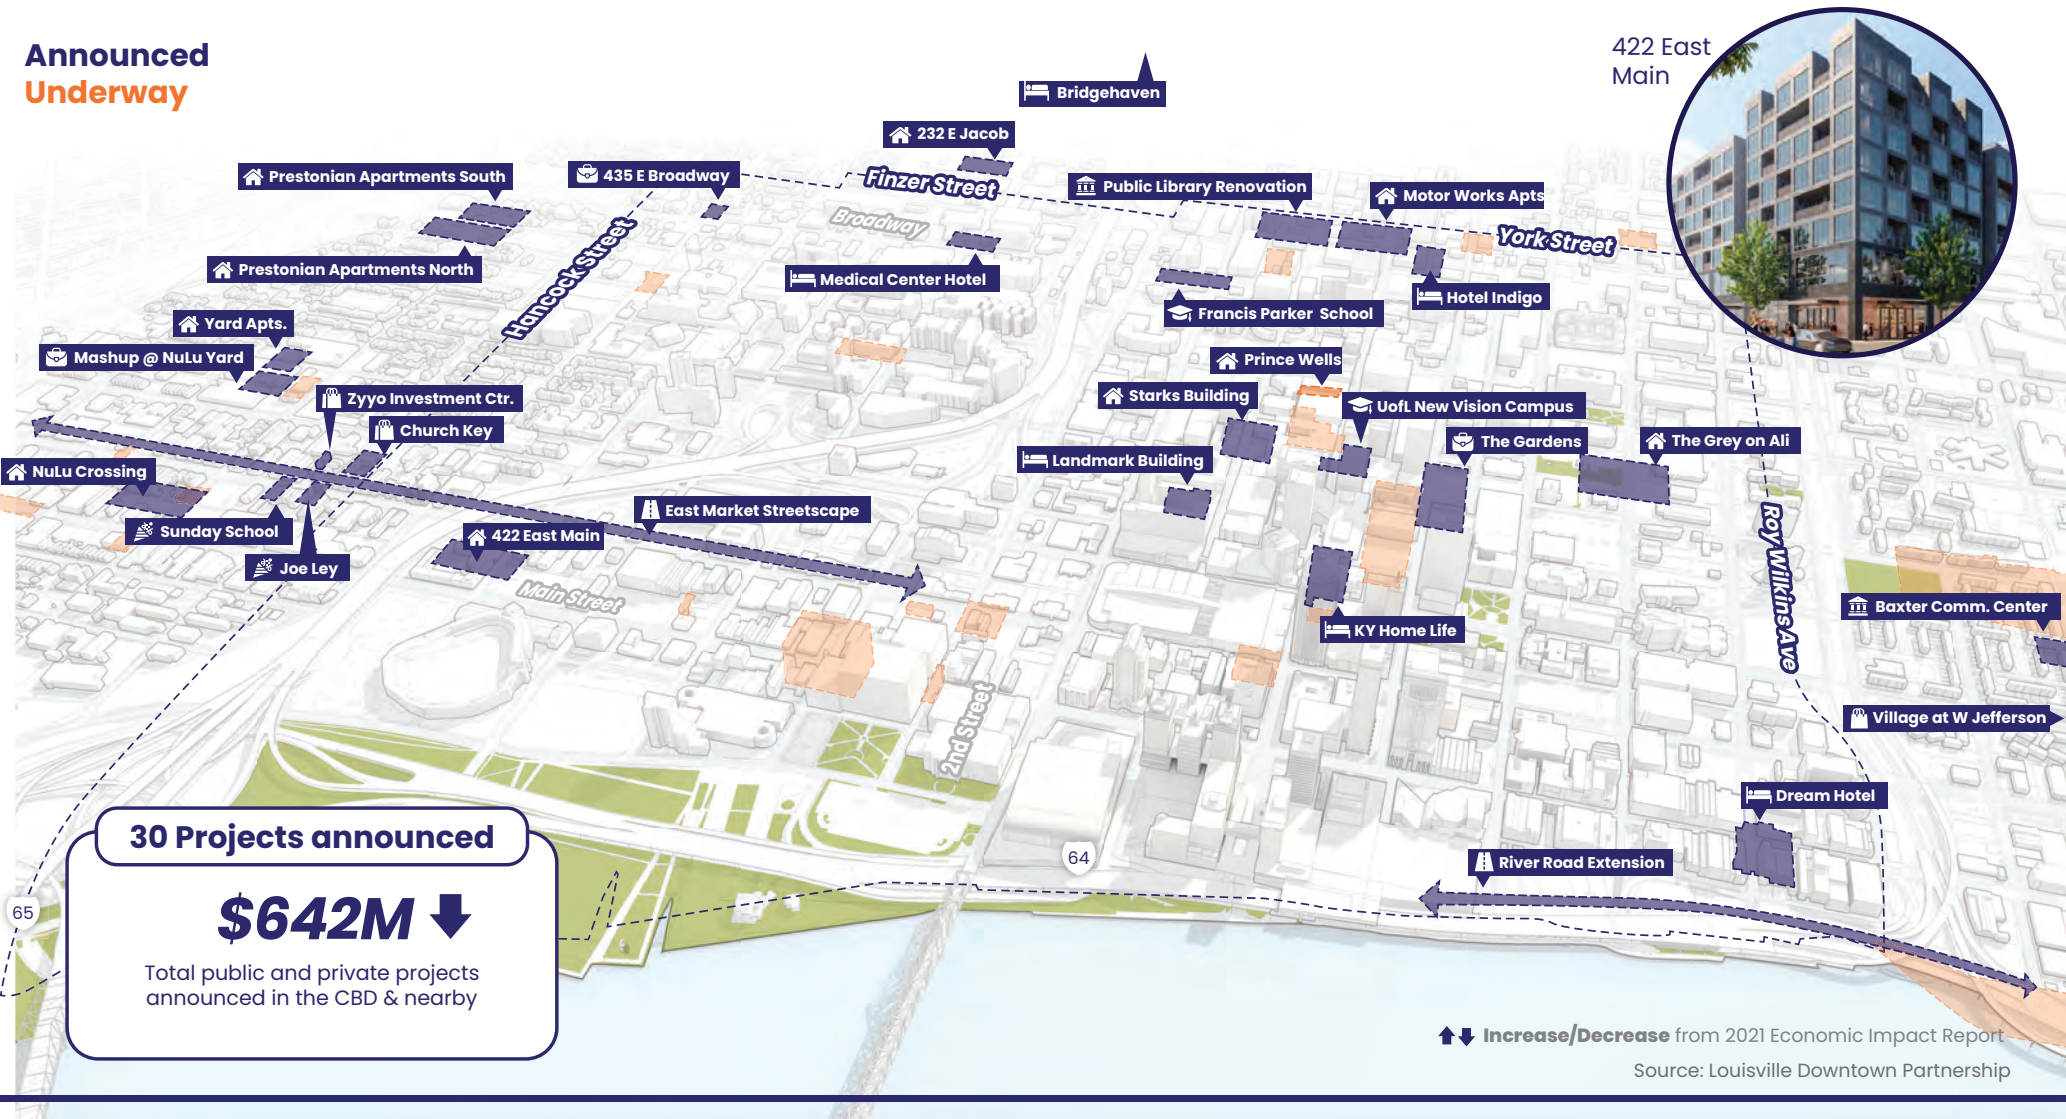 Announced
Underway
422 East
Main
Bridgehaven
232 E Jacob
Prestonian Apartments South
435 E Broadway
Finzer Street
Public Library Renovation
Motor Works Apts
Broadway
York Street
Hancock Street
Prestonian Apartments North
Medical Center Hotel
Hotel Indigo
Francis Parker School
Yard Apts.
Mashup @ NuLu Yard
Prince Wells
Zyyo Investment Ctr.
Starks Building
UofL New Vision Campus
Church Key
The Gardens
The Grey on Ali
Landmark Building
NuLu Crossing
East Market Streetscape
Sunday School
422 East Main
Joe Ley
Main Street
Roy Wilkins Ave
Baxter Comm. Center
KY Home Life
2nd Street
Village at W Jefferson
Dream Hotel
64
River Road Extension
65
30 Projects announced
$642M
Total public and private projects
announced in the CBD & nearby
Increase/Decrease from 2021 Economic Impact Report
Source: Louisville Downtown Partnership